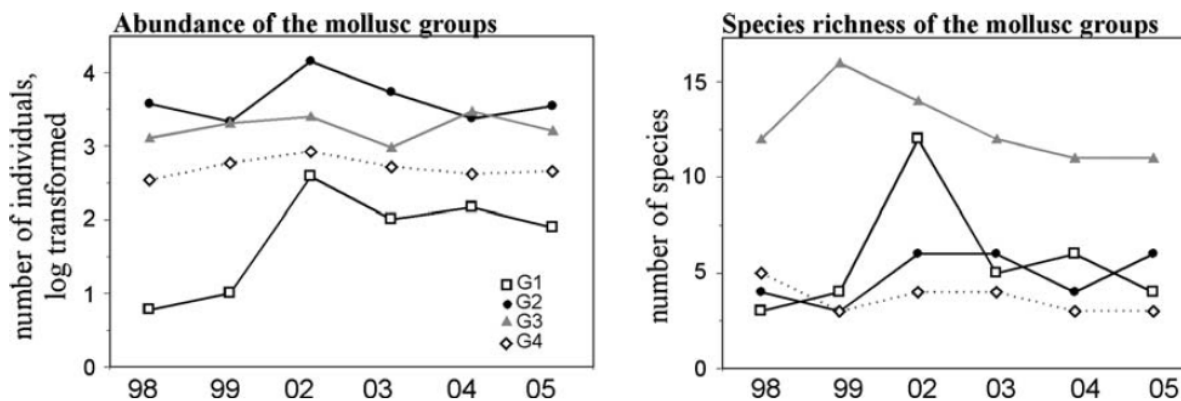 Abundance of the mollusc groups
number of individuals,
log transformed
4
3
2
1
0
G1
G2
G3
G4
98 99 02 03 04 05
Species richness of the mollusc groups
number of species
15
10
5
0
98 99 02 03 04 05